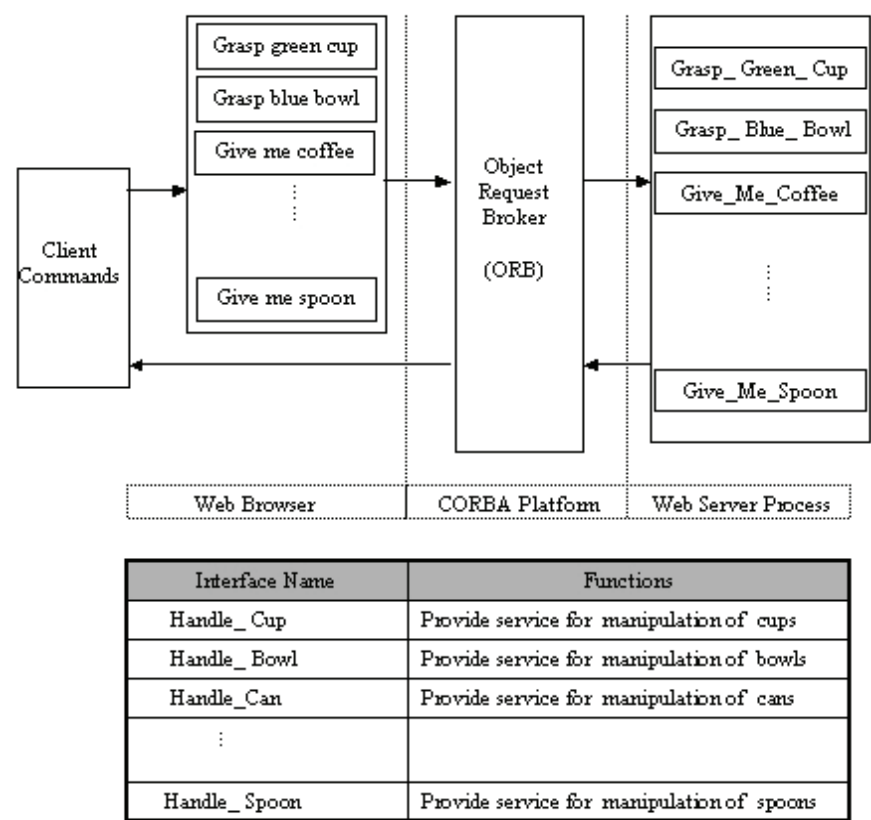 Grasp green cup
Grasp blue bowl
Give me coffee
Give me spoon
Client
Commands
Object
Request
Broker
(ORB)
Grasp_ Green_ Cup
Grasp_ Blue_ Bowl
Give_Me_Coffee
Give_Me_Spoon
Web Browser
CORBA Platform
Web Server Process
Interface Name Functions
Handle_ Cup Provide service for manipulation of cups
Handle_ Bowl Provide service for manipulation of bowls
Handle_Can Provide service for manipulation of cans
Handle_ Spoon Provide service for manipulation of spoons